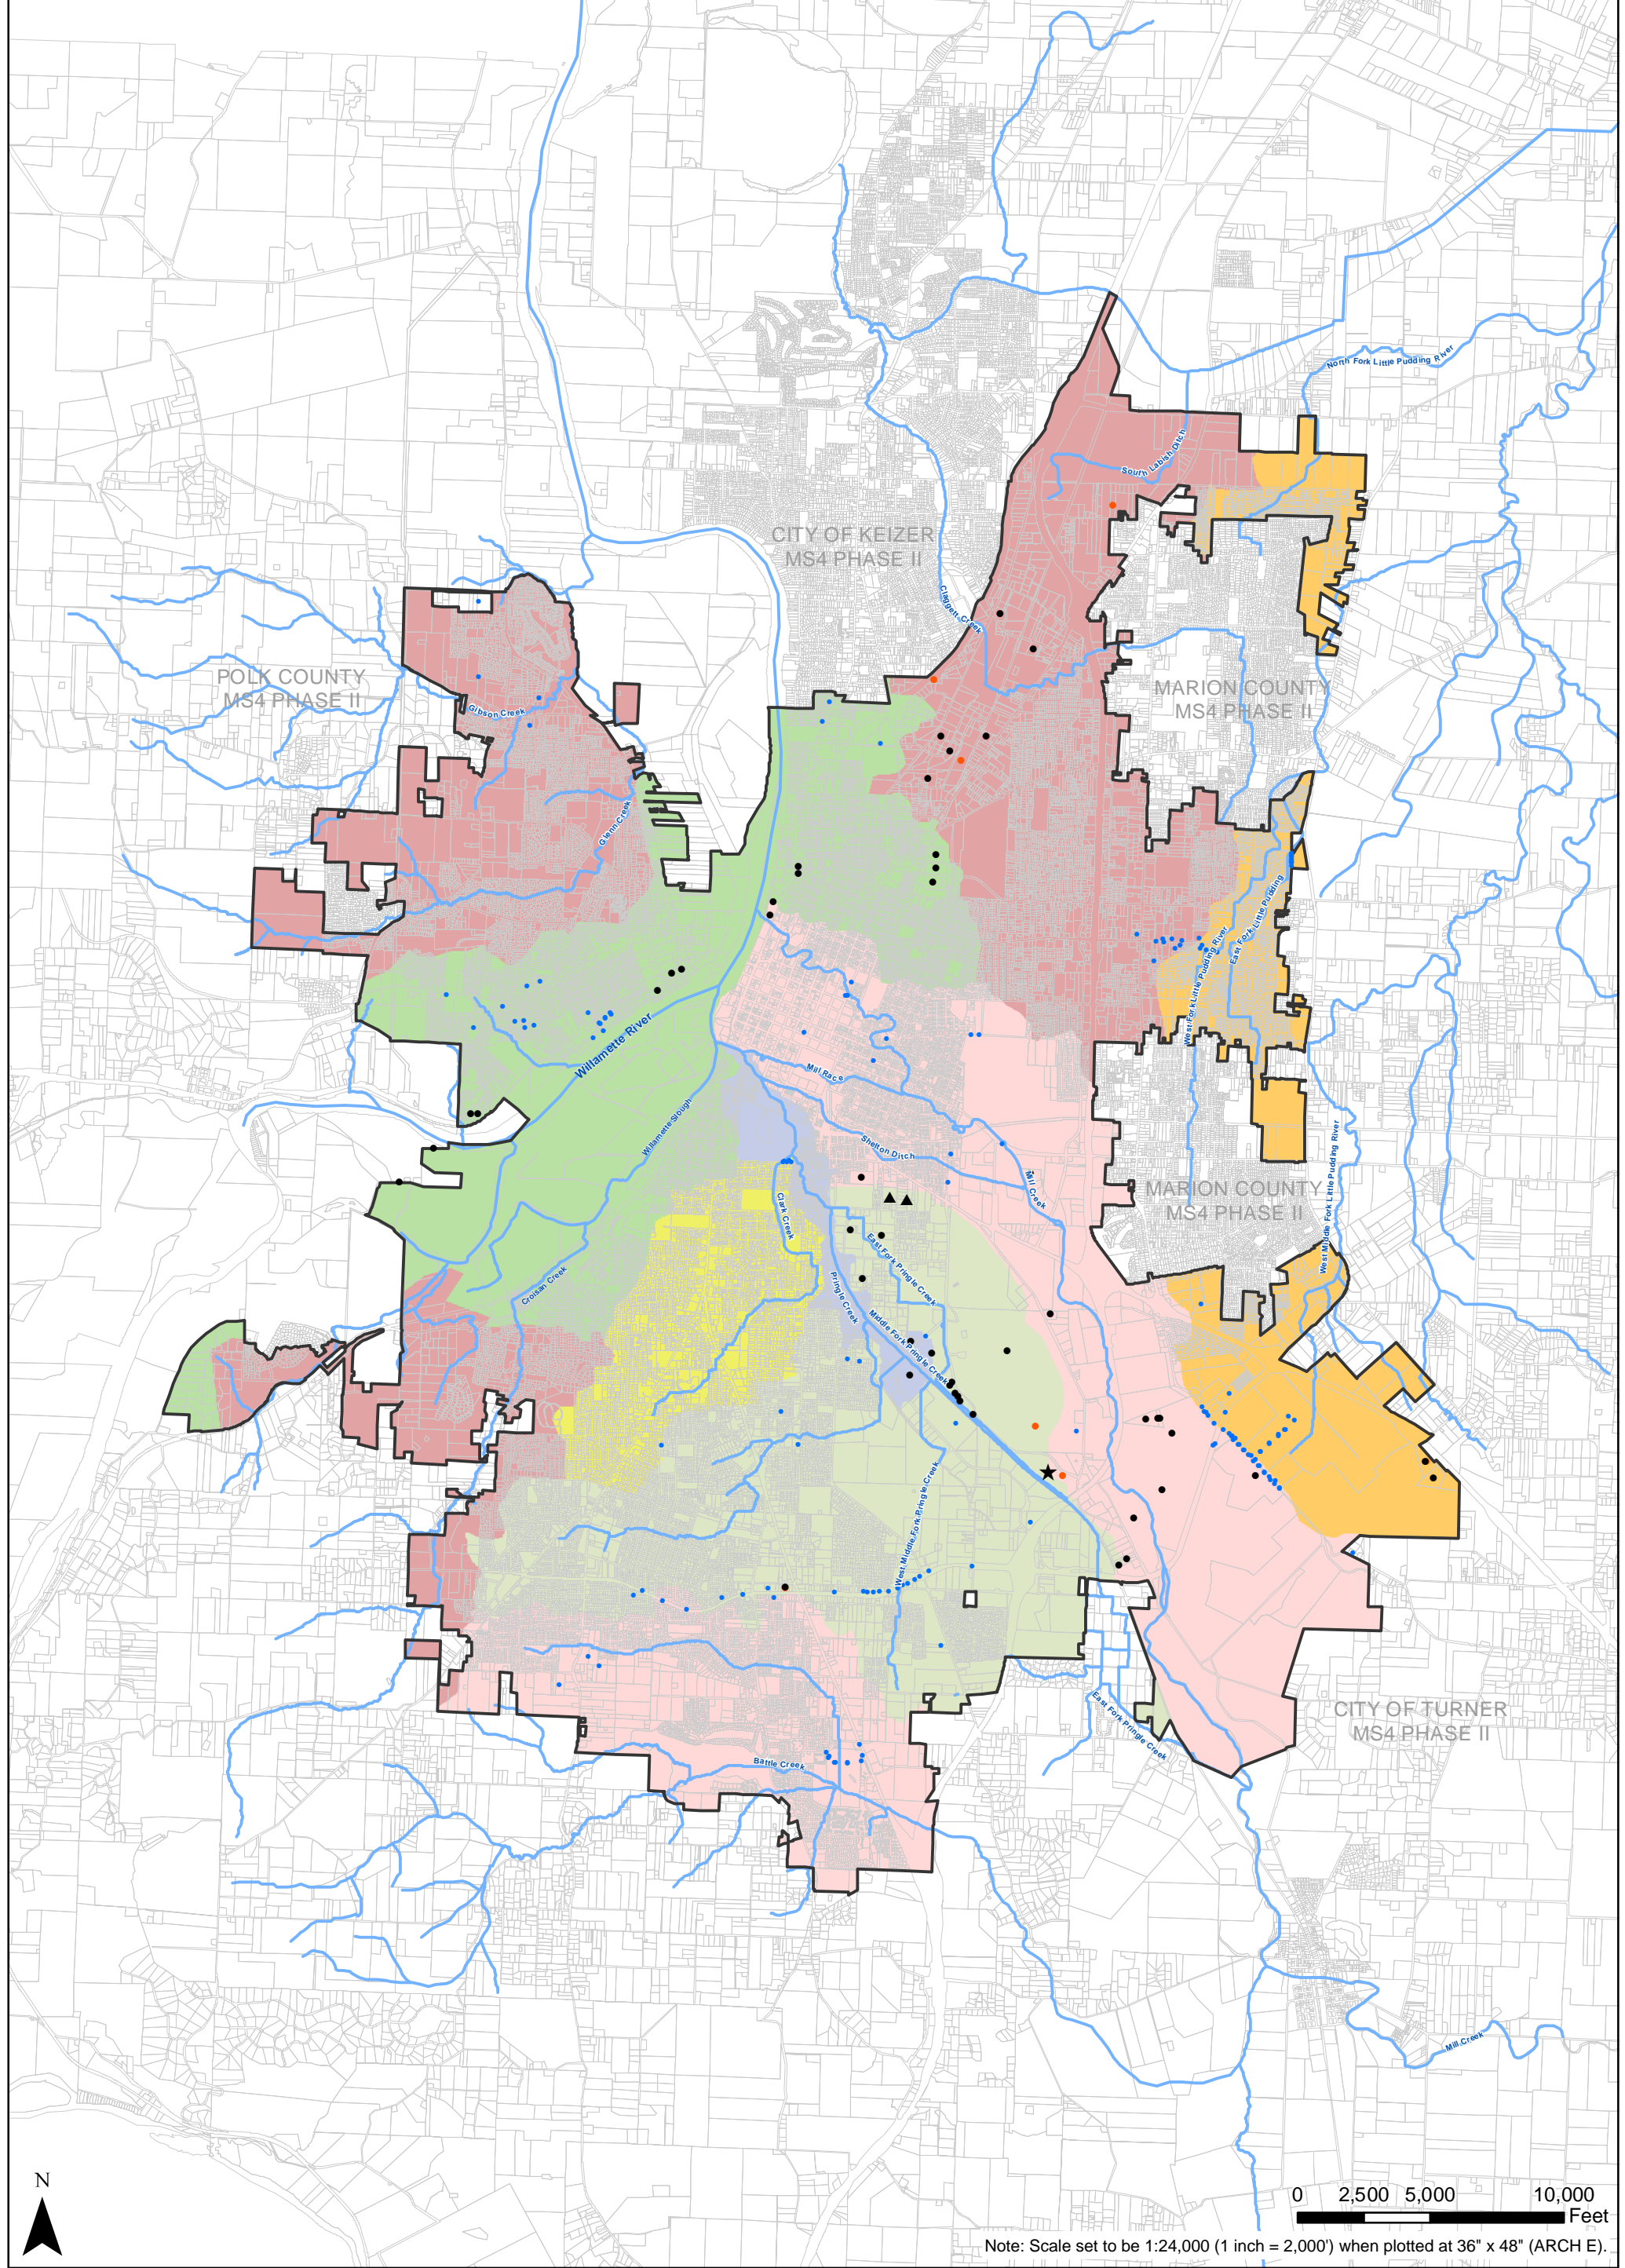 North Fork Little Pudding River
South Labish Ditch
CITY OF KEIZER
MS4 PHASE II
Claggett Creek
POLK COUNTY
MS4 PHASE II
Gibson Creek
MARION COUNTY
MS4 PHASE II
Glenn Creek
East Fork Little Pudding
West Fork Little Pudding River
Willamette River
Mill Race
Willamette Slough
Shelton Ditch
Mill Creek
MARION COUNTY
MS4 PHASE II
West Middle Fork Little Pudding River
Clark Creek
East Fork Pringle Creek
Croisan Creek
Pringle Creek
Middle Fork Pringle Creek
West Middle Fork Pringle Creek
CITY OF TURNER
MS4 PHASE II
East Fork Pringle Creek
Battle Creek
Mill Creek
N
0 2,500 5,000 10,000
Feet
Note: Scale set to be 1:24,000 (1 inch = 2,000') when plotted at 36" x 48" (ARCH E).